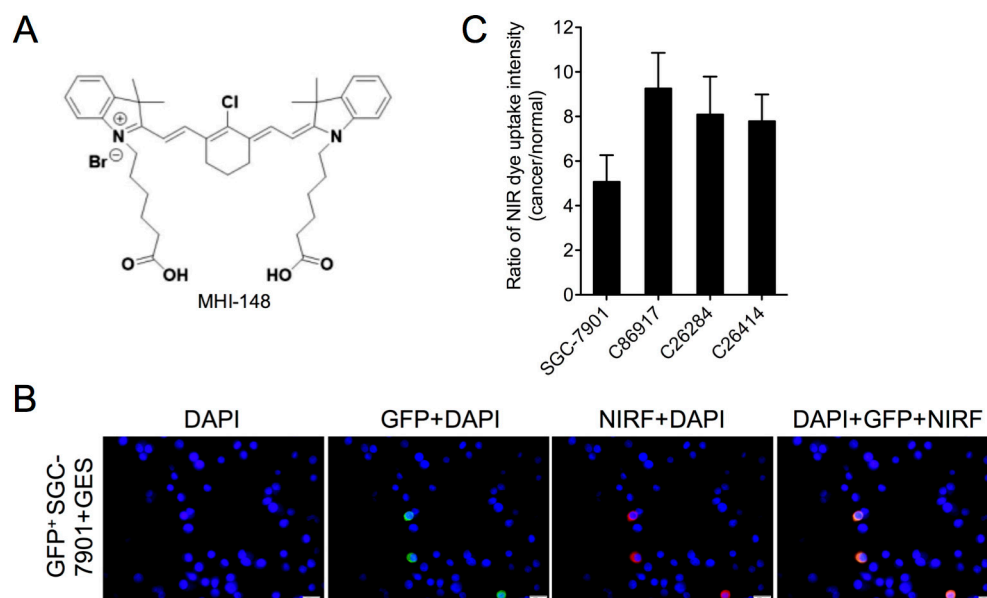 A
Cl
N
⊕
Br⊖
N
O
OH
HO
O
MHI-148
C
Ratio of NIR dye uptake intensity
(cancer/normal)
12
10
8
6
4
2
0
SGC-7901
C86917
C26284
C26414
B
DAPI
GFP+DAPI
NIRF+DAPI
DAPI+GFP+NIRF
GFP⁺ SGC-
7901+GES